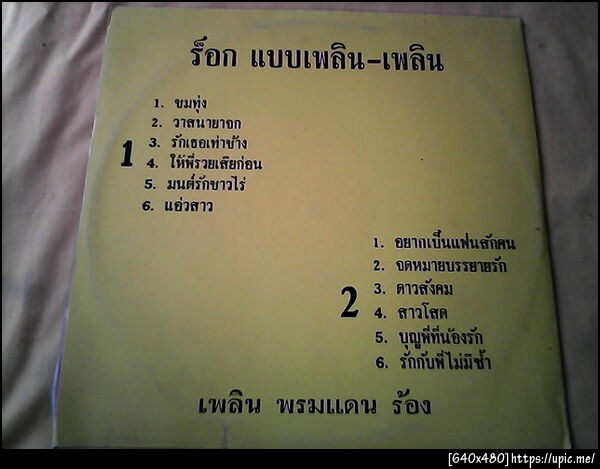 ร็อก แบบเพลิน-เพลิน
1
1. ชมทุ่ง
2. วาสนายาจก
3. รักเธอเท่าช้าง
4. ให้พี่รวยเสียก่อน
5. มนต์รักชาวไร่
6. แอ่วสาว
2
1. อยากเป็นแฟนสักคน
2. จดหมายบรรยายรัก
3. ดาวสังคม
4. สาวโสด
5. บุญพี่ที่น้องรัก
6. รักกับพี่ไม่มีช้ำ
เพลิน พรมแดน ร้อง
[640x480]https://upic.me/